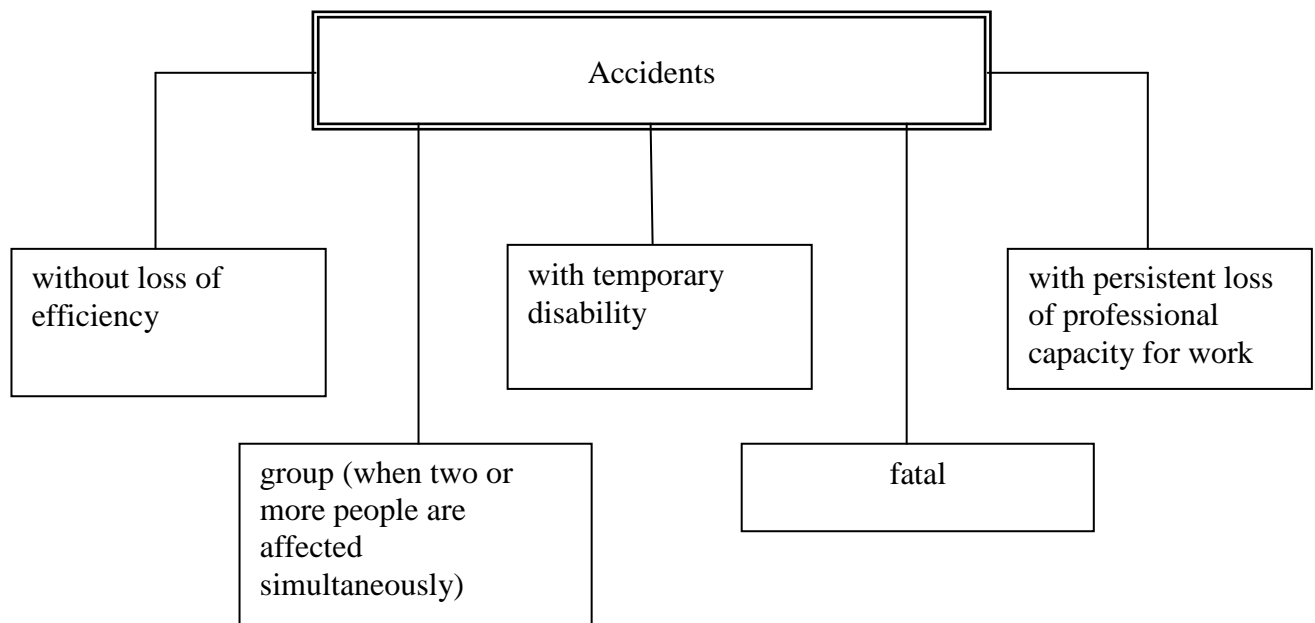 Accidents
without loss of
efficiency
with temporary
disability
with persistent loss
of professional
capacity for work
group (when two or
more people are
affected
simultaneously)
fatal